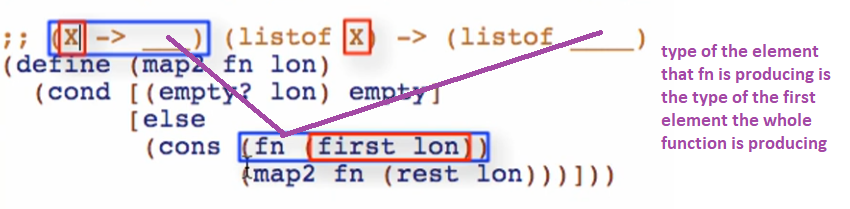 ;; (X -> ___) (listof X) -> (listof ____)
(define (map2 fn lon)
(cond [(empty? lon) empty]
[else
(cons (fn (first lon))
(map2 fn (rest lon)))]))
type of the element
that fn is producing is
the type of the first
element the whole
function is producing